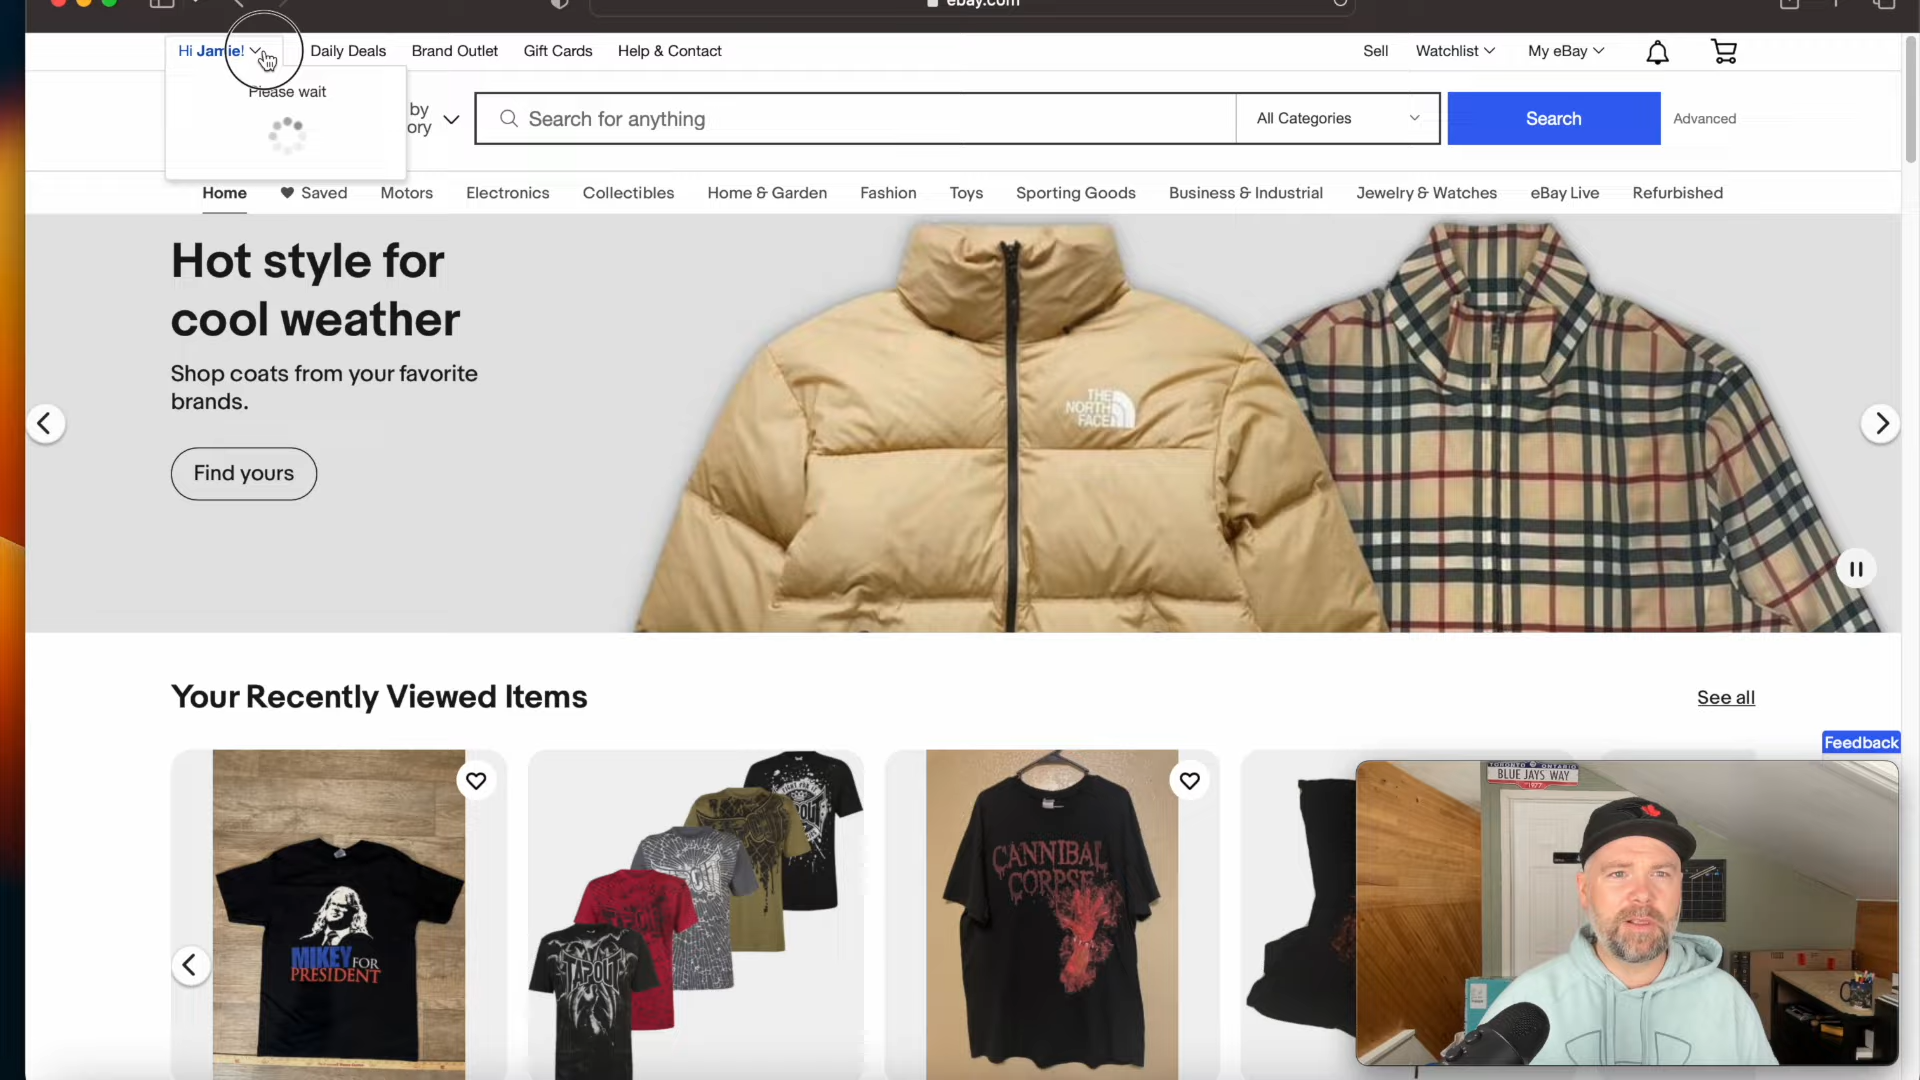 ebay.com
Hi Jamie!
Daily Deals
Brand Outlet
Gift Cards
Help & Contact
Sell
Watchlist
My eBay
Please wait
by
ory
Search for anything
All Categories
Search
Advanced
Home
Saved
Motors
Electronics
Collectibles
Home & Garden
Fashion
Toys
Sporting Goods
Business & Industrial
Jewelry & Watches
eBay Live
Refurbished
Hot style for
cool weather
Shop coats from your favorite
brands.
Find yours
THE
NORTH
FACE
Your Recently Viewed Items
See all
Feedback
MIKEY FOR
PRESIDENT
TAPOUT
CANNIBAL
CORPSE
TORONTO ONTARIO
BLUE JAYS WAY
1977